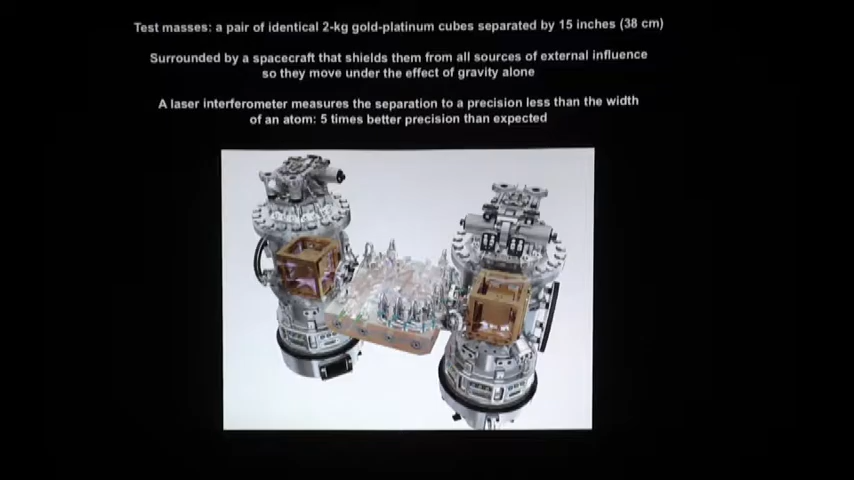 Test masses: a pair of identical 2-kg gold-platinum cubes separated by 15 inches (38 cm)
Surrounded by a spacecraft that shields them from all sources of external influence
so they move under the effect of gravity alone
A laser interferometer measures the separation to a precision less than the width
of an atom: 5 times better precision than expected